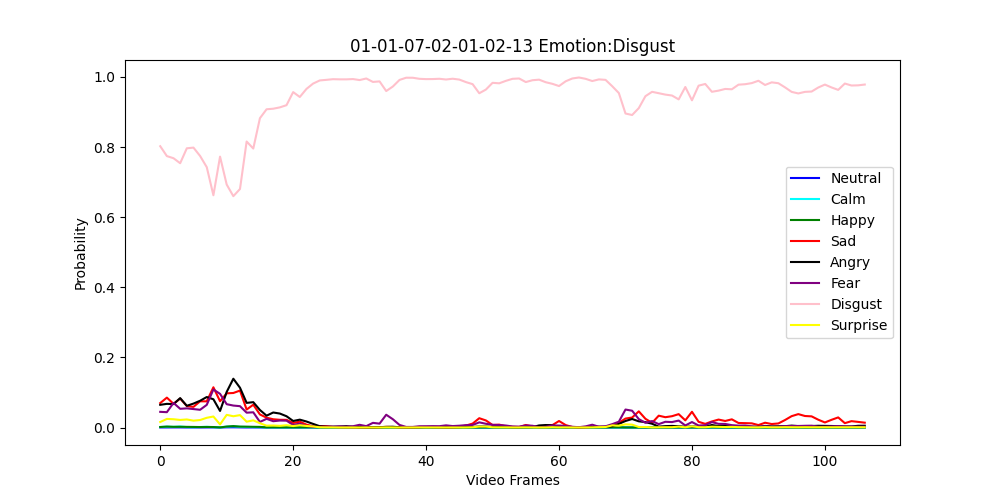 01-01-07-02-01-02-13 Emotion:Disgust
1.0
0.8
0.6
0.4
0.2
0.0
Probability
Neutral
Calm
Happy
Sad
Angry
Fear
Disgust
Surprise
0 20 40 60 80 100
Video Frames